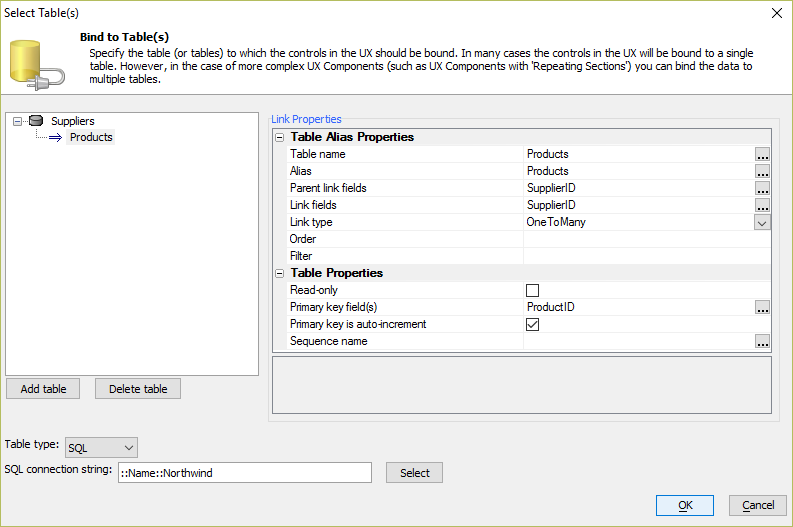 Select Table(s)
Bind to Table(s)
Specify the table (or tables) to which the controls in the UX should be bound. In many cases the controls in the UX will be bound to a single
table. However, in the case of more complex UX Components (such as UX Components with 'Repeating Sections') you can bind the data to
multiple tables.
Suppliers
Products
Link Properties
Table Alias Properties
Table name Products ...
Alias Products ...
Parent link fields SupplierID ...
Link fields SupplierID ...
Link type OneToMany
Order
Filter
Table Properties
Read-only
Primary key field(s) ProductID ...
Primary key is auto-increment
Sequence name ...
Add table Delete table
Table type: SQL
SQL connection string: ::Name::Northwind Select
OK Cancel